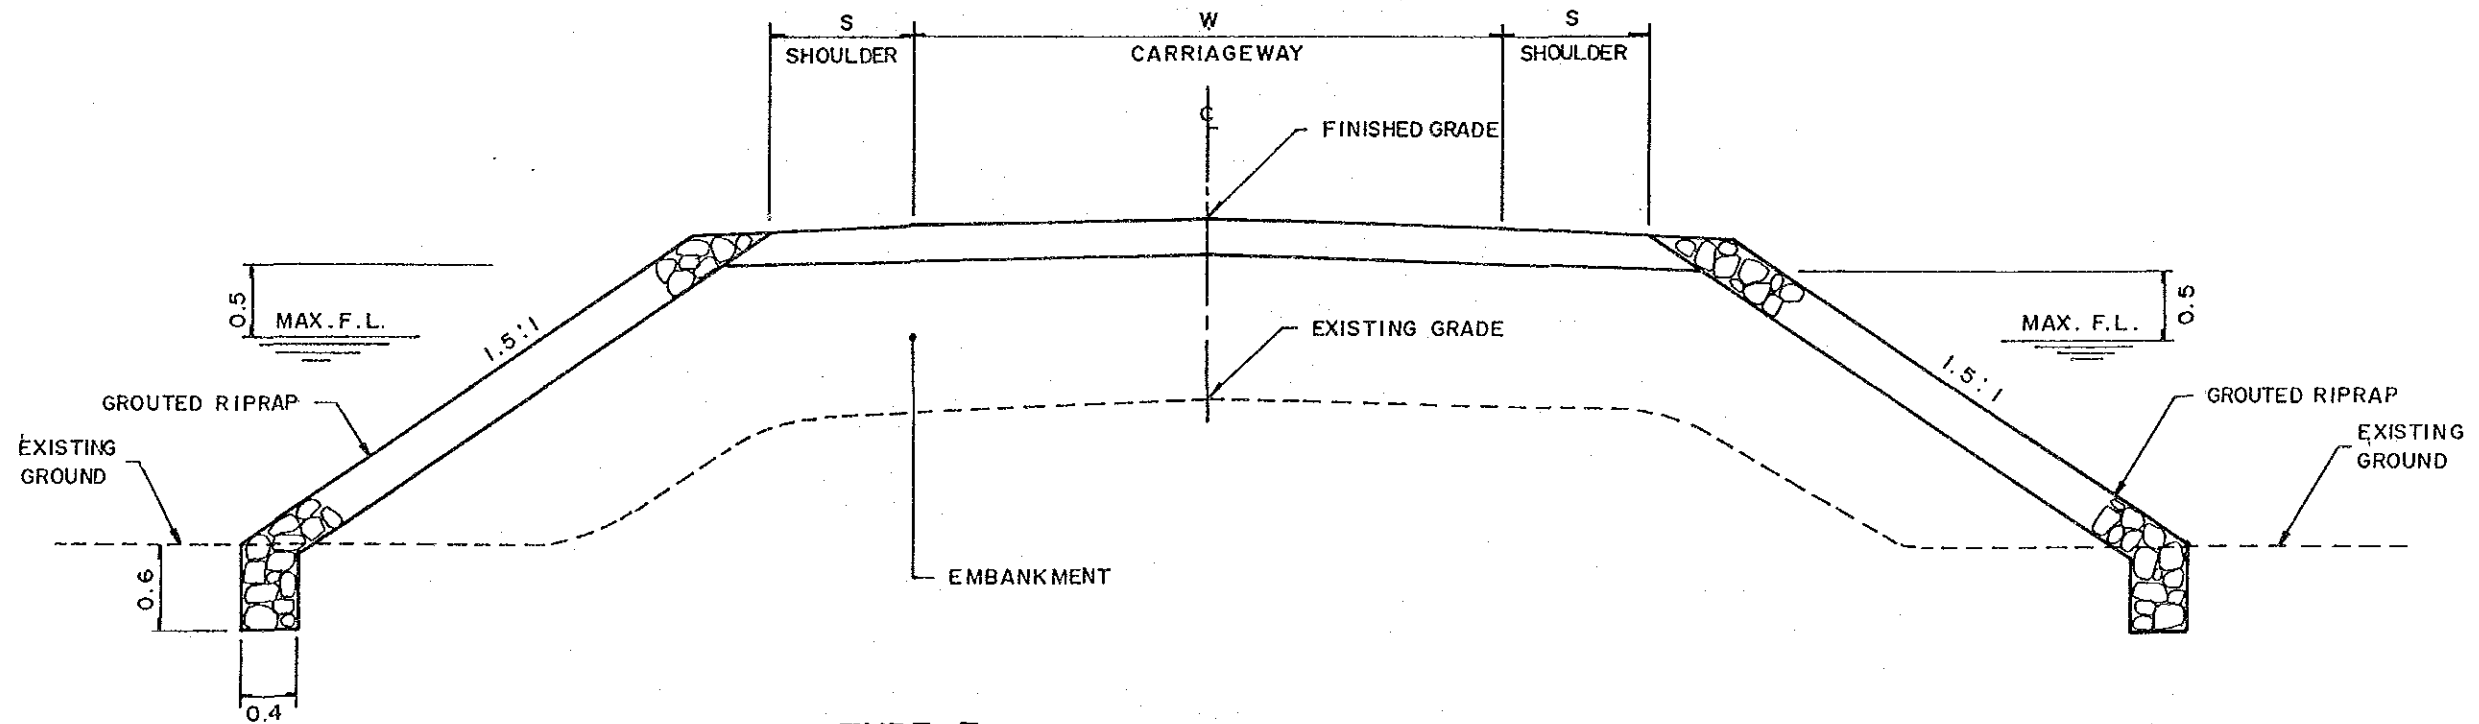 S
W
S
SHOULDER
CARRIAGEWAY
SHOULDER
℄
FINISHED GRADE
0.5
MAX. F.L.
1.5:1
EXISTING GRADE
MAX. F.L.
0.5
1.5:1
GROUTED RIPRAP
GROUTED RIPRAP
EXISTING
GROUND
EXISTING
GROUND
EMBANKMENT
0.6
0.4